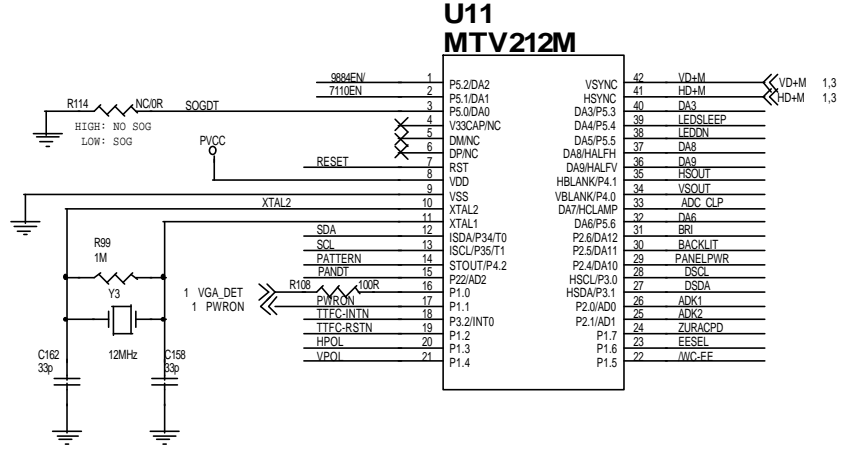 U11
MTV212M
9884EN/ 1 P5.2/DA2 VSYNC 42 VD+M VD+M 1,3
7110EN 2 P5.1/DA1 HSYNC 41 HD+M HD+M 1,3
R114 NC/0R SOGDT 3 P5.0/DA0 DA3/P5.3 40 DA3
HIGH: NO SOG 4 V33CAP/NC DA4/P5.4 39 LEDSLEEP
LOW: SOG 5 DM/NC DA5/P5.5 38 LEDDN
PVCC 6 DP/NC DA8/HALFH 37 DA8
RESET 7 RST DA9/HALFV 36 DA9
8 VDD HBLANK/P4.1 35 HSOUT
9 VSS VBLANK/P4.0 34 VSOUT
XTAL2 10 XTAL2 DA7/HCLAMP 33 ADC CLP
11 XTAL1 DA6/P5.6 32 DA6
SDA 12 ISDA/P34/T0 P2.6/DA12 31 BRI
R99 SCL 13 ISCL/P35/T1 P2.5/DA11 30 BACKLIT
1M PATTERN 14 STOUT/P4.2 P2.4/DA10 29 PANELPWR
PANDT 15 P22/AD2 HSCL/P3.0 28 DSCL
Y3 1 VGA_DET R108 100R 16 P1.0 HSDA/P3.1 27 DSDA
1 PWRON PWRON 17 P1.1 P2.0/AD0 26 ADK1
TTFC-INTN 18 P3.2/INT0 P2.1/AD1 25 ADK2
TTFC-RSTN 19 P1.2 P1.7 24 ZURACPD
C162 12MHz C158 HPOL 20 P1.3 P1.6 23 EESEL
33p 33p VPOL 21 P1.4 P1.5 22 /WC-EE